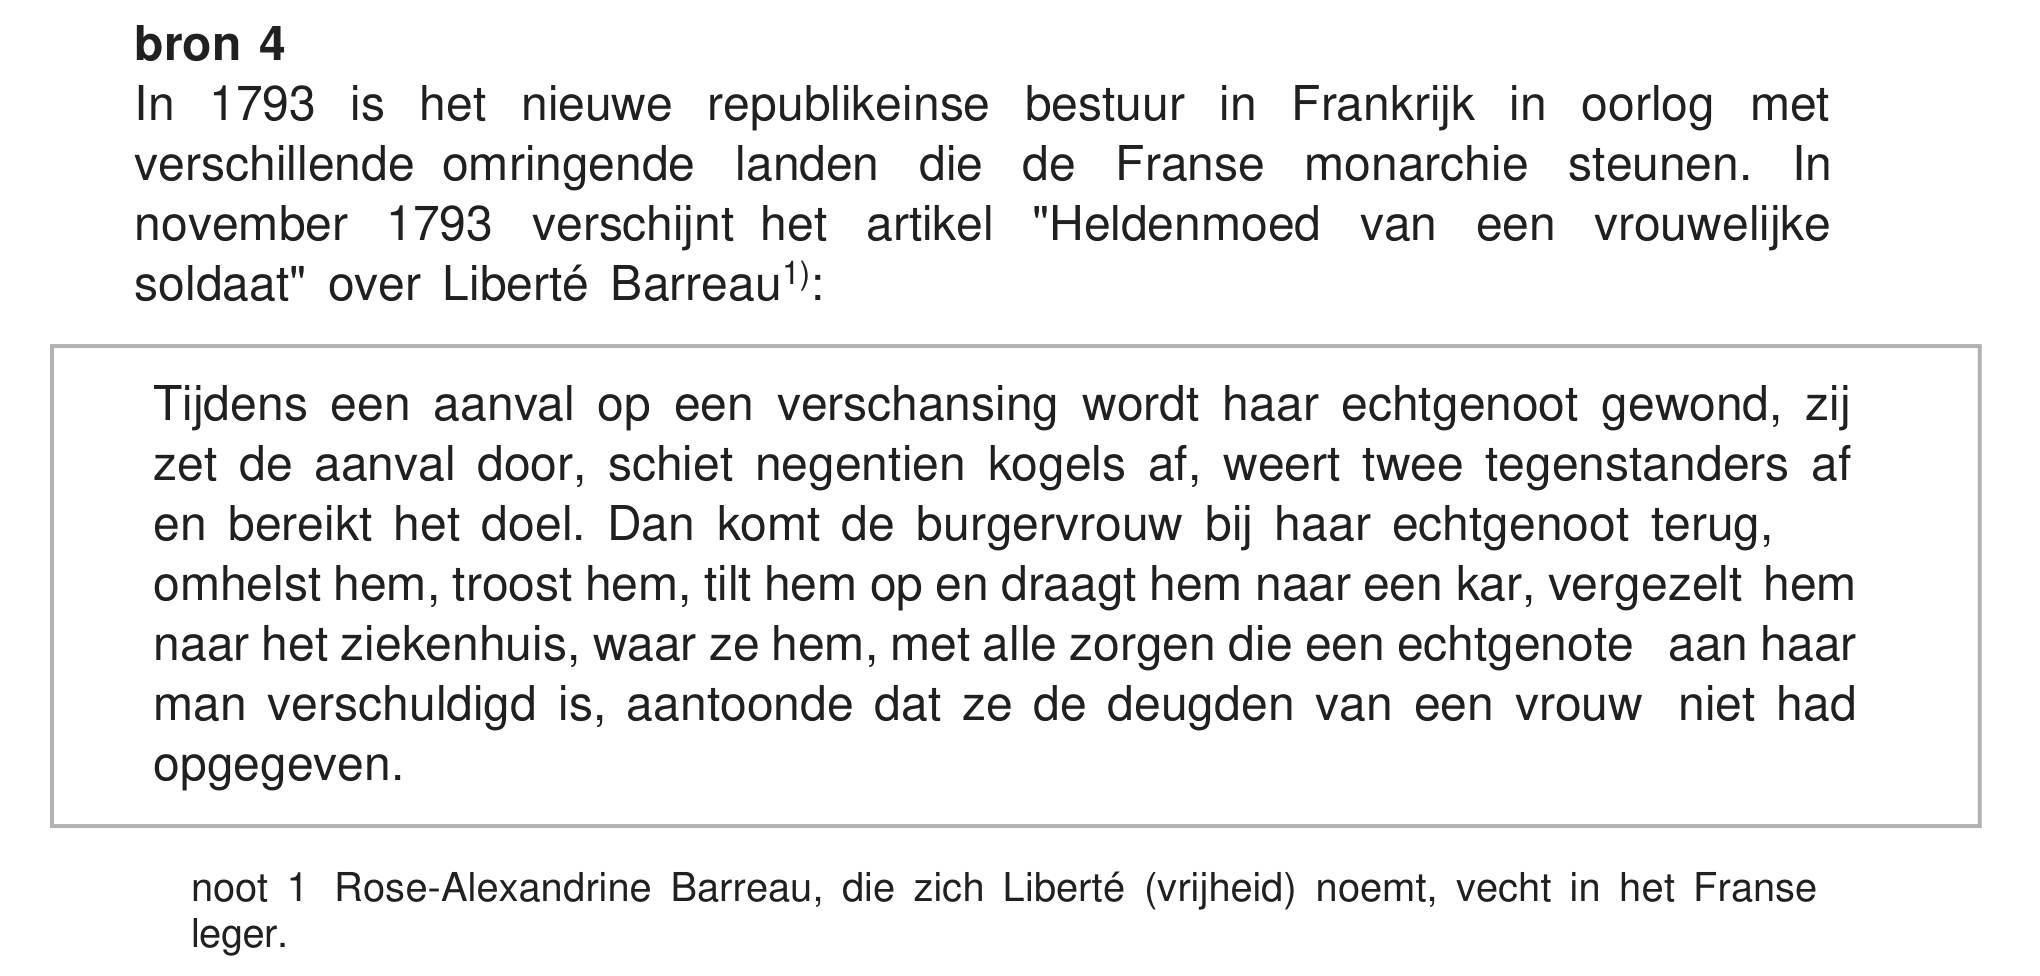 bron 4
In 1793 is het nieuwe republikeinse bestuur in Frankrijk in oorlog met
verschillende omringende landen die de Franse monarchie steunen. In
november 1793 verschijnt het artikel "Heldenmoed van een vrouwelijke
soldaat" over Liberté Barreau1):
Tijdens een aanval op een verschansing wordt haar echtgenoot gewond, zij
zet de aanval door, schiet negentien kogels af, weert twee tegenstanders af
en bereikt het doel. Dan komt de burgervrouw bij haar echtgenoot terug,
omhelst hem, troost hem, tilt hem op en draagt hem naar een kar, vergezelt hem
naar het ziekenhuis, waar ze hem, met alle zorgen die een echtgenote aan haar
man verschuldigd is, aantoonde dat ze de deugden van een vrouw niet had
opgegeven.
noot 1 Rose-Alexandrine Barreau, die zich Liberté (vrijheid) noemt, vecht in het Franse
leger.